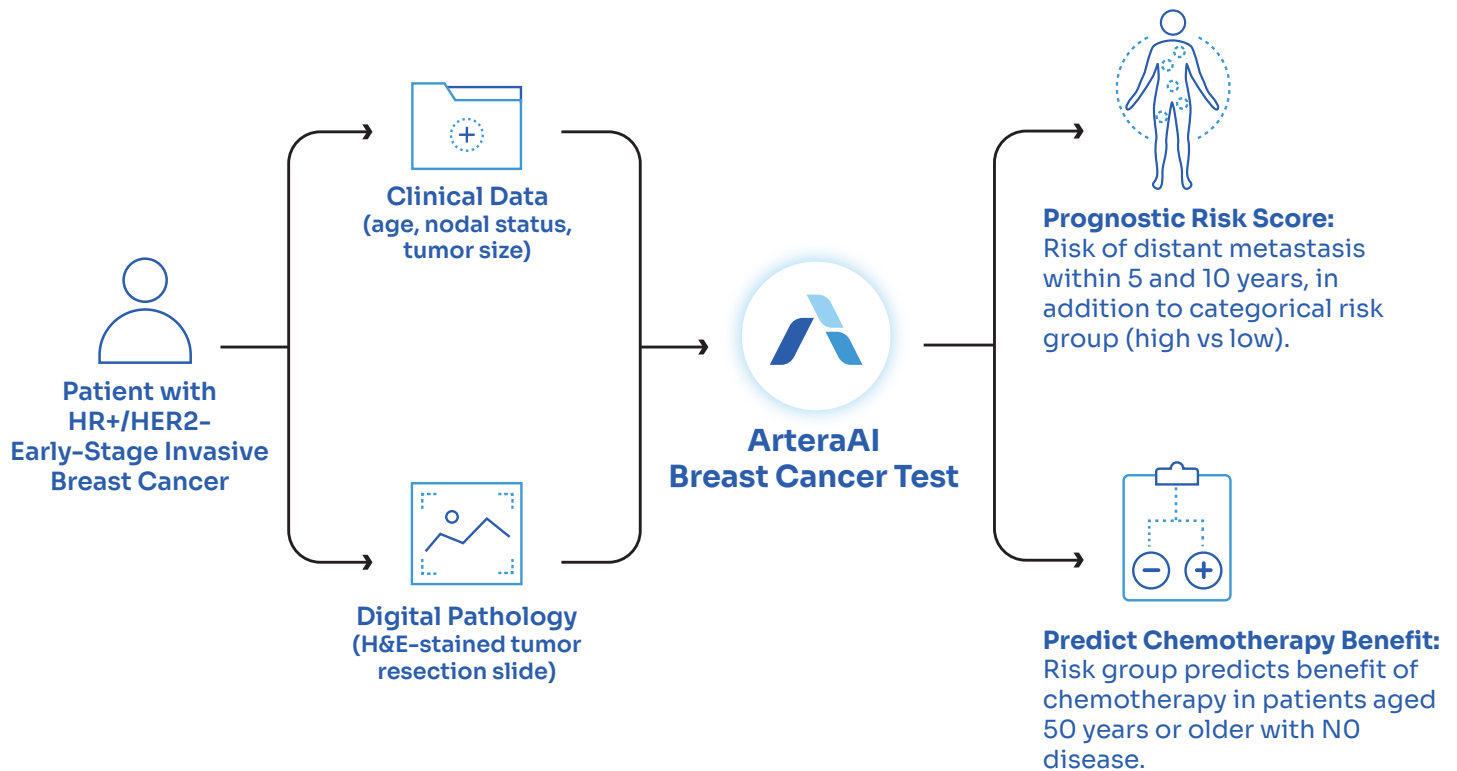 Patient with
HR+/HER2-
Early-Stage Invasive
Breast Cancer
Clinical Data
(age, nodal status,
tumor size)
Digital Pathology
(H&E-stained tumor
resection slide)
ArteraAI
Breast Cancer Test
Prognostic Risk Score:
Risk of distant metastasis
within 5 and 10 years, in
addition to categorical risk
group (high vs low).
Predict Chemotherapy Benefit:
Risk group predicts benefit of
chemotherapy in patients aged
50 years or older with N0
disease.